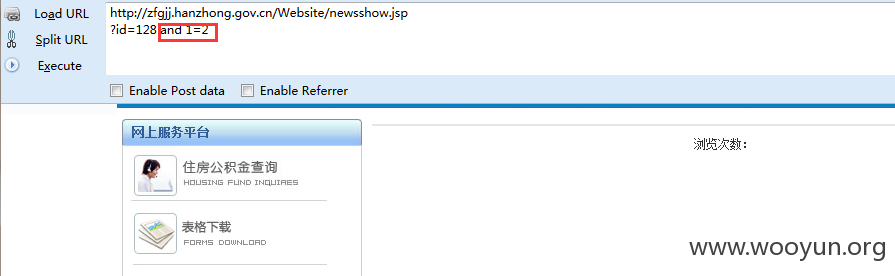 Load URL
http://zfgjj.hanzhong.gov.cn/Website/newsshow.jsp
Split URL
?id=128 and 1=2
Execute
Enable Post data
Enable Referrer
网上服务平台
浏览次数：
住房公积金查询
HOUSING FUND INQUIRES
表格下载
FORMS DOWNLOAD
www.wooyun.org